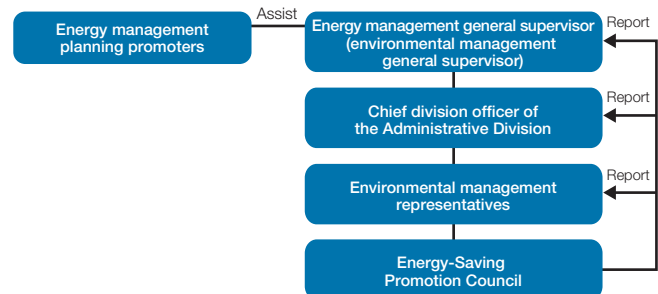 Energy management
planning promoters
Assist
Energy management general supervisor
(environmental management
general supervisor)
Report
Chief division officer of
the Administrative Division
Report
Environmental management
representatives
Report
Energy-Saving
Promotion Council